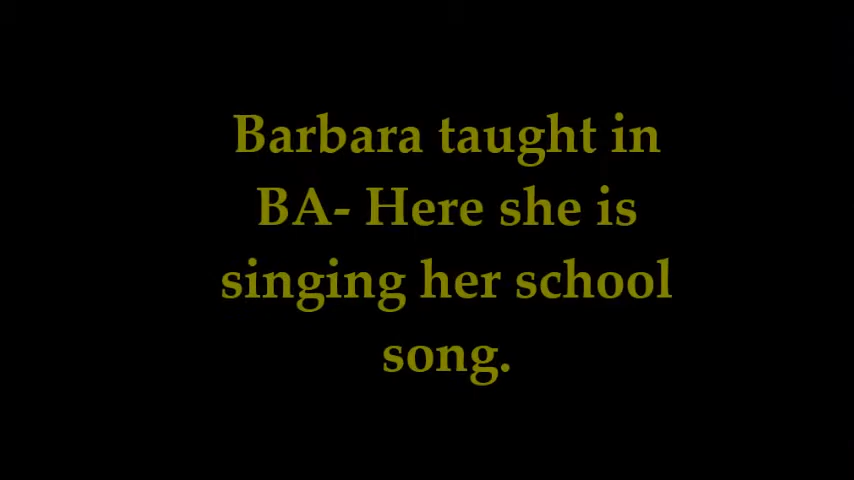 Barbara taught in
BA- Here she is
singing her school
song.